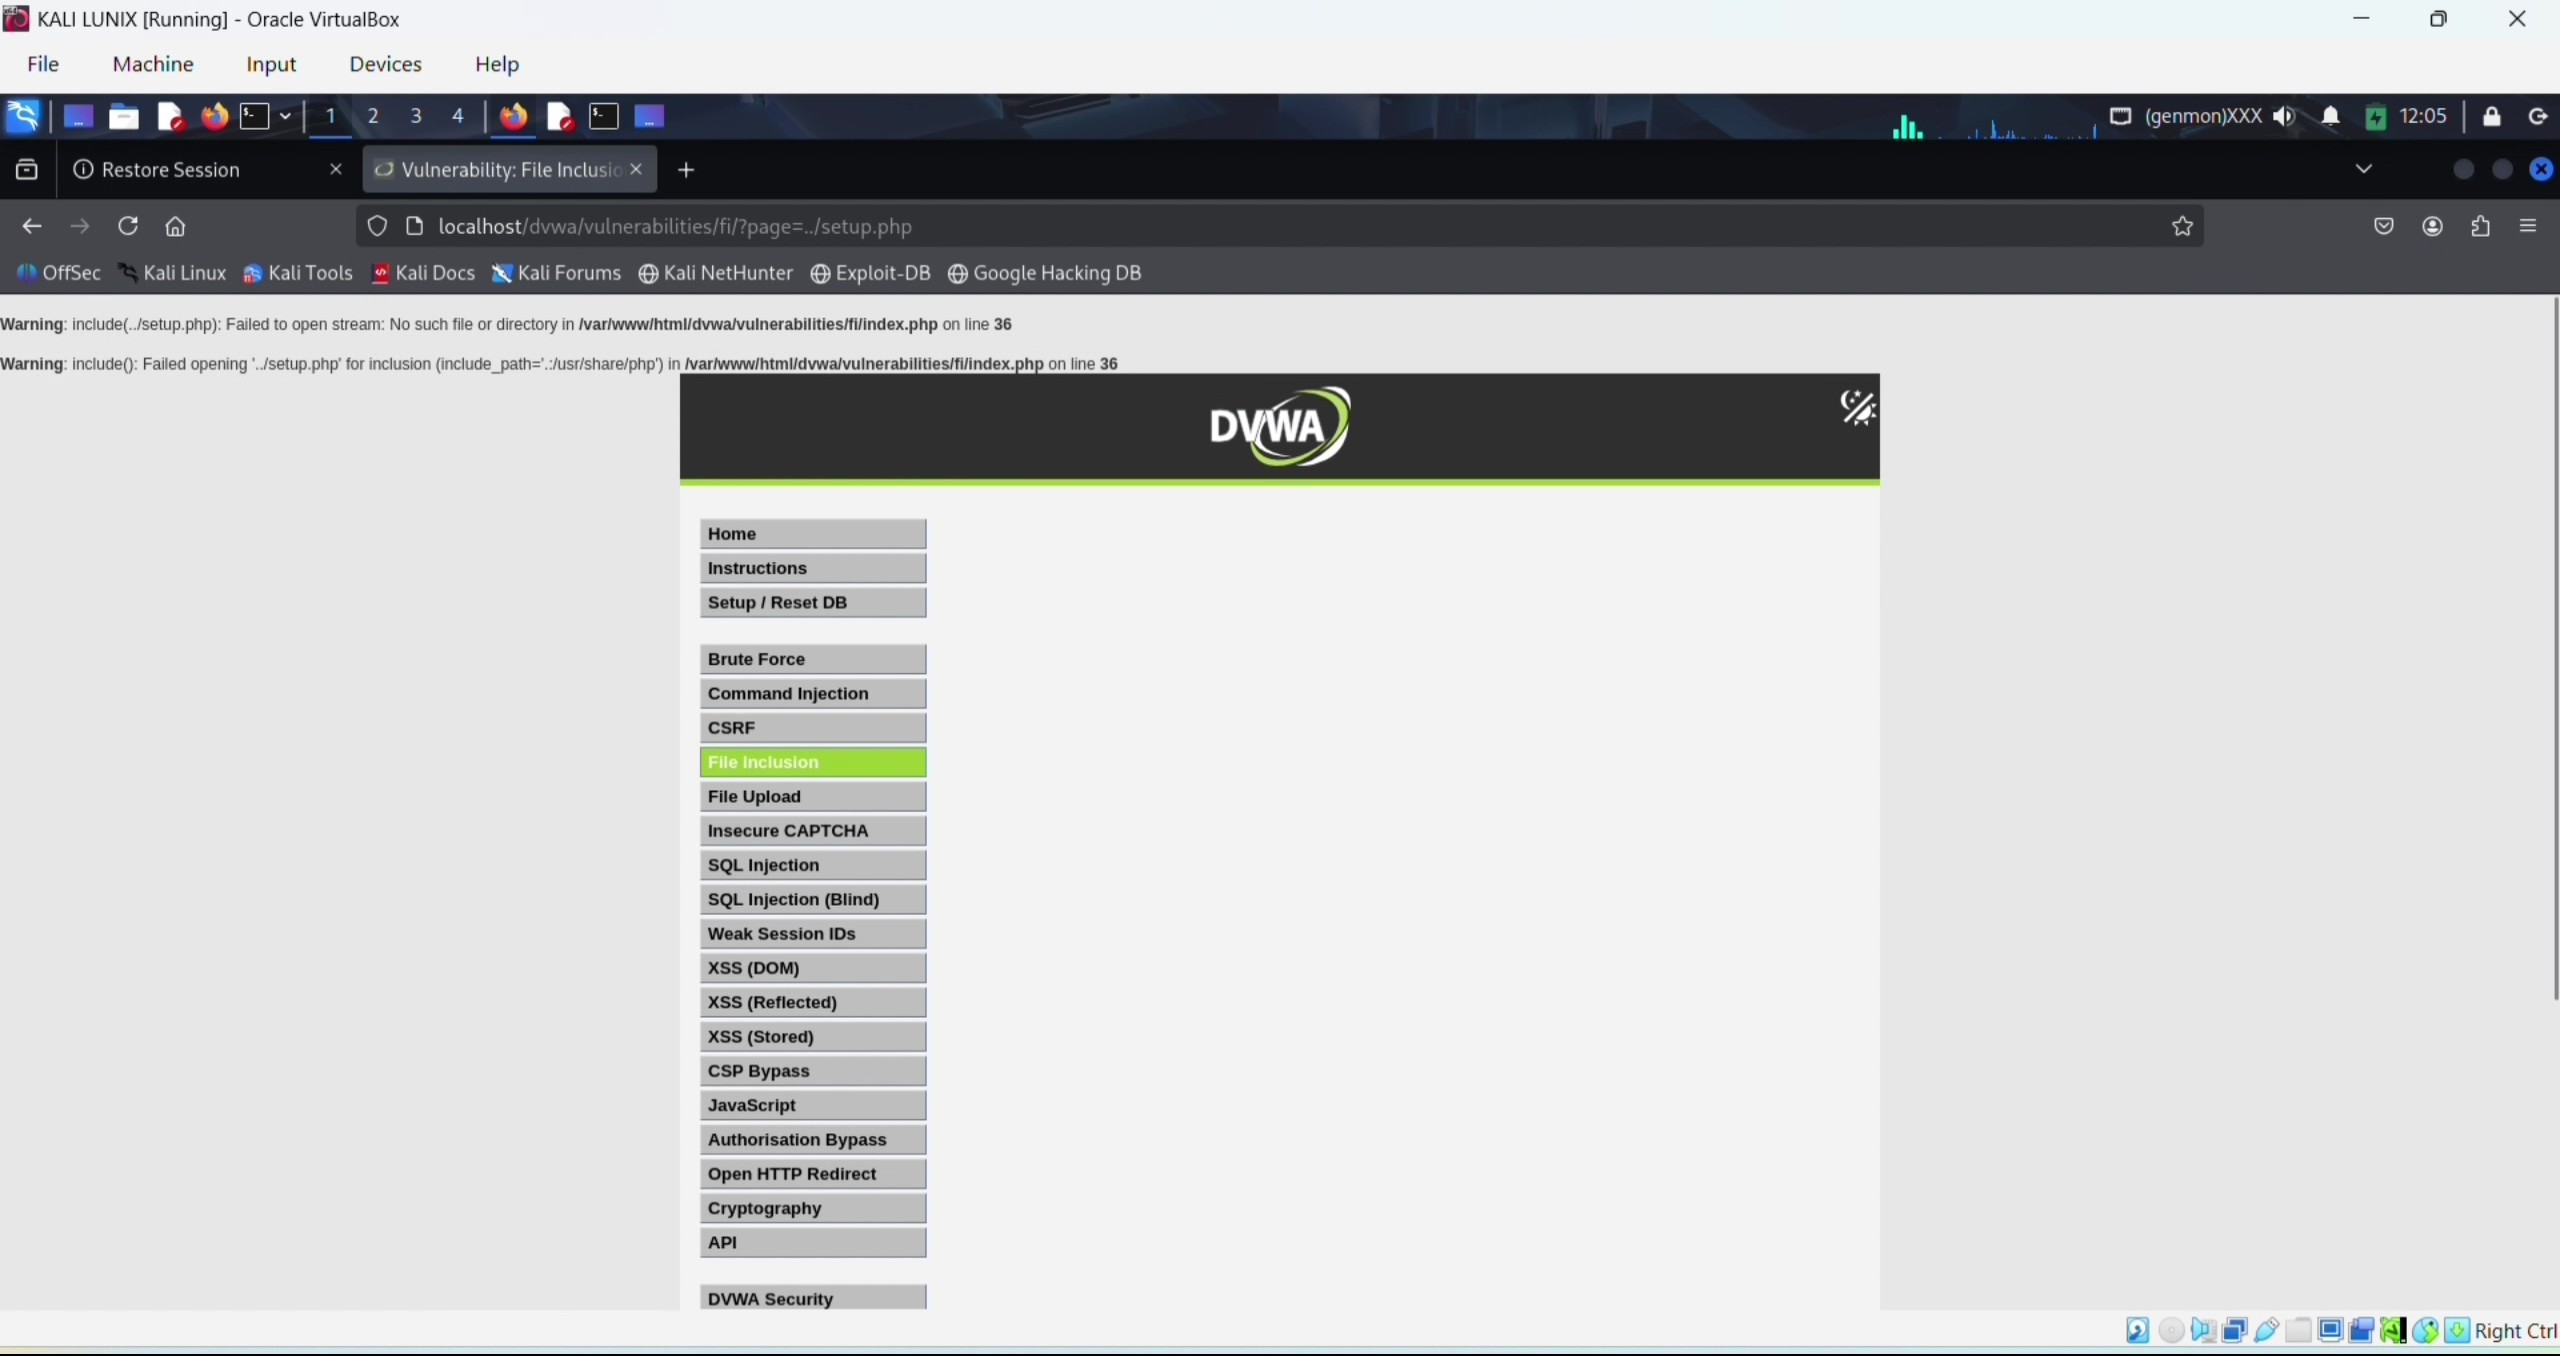 KALI LUNIX [Running] - Oracle VirtualBox
File Machine Input Devices Help
1 2 3 4 (genmon)XXX 12:05
Restore Session Vulnerability: File Inclusio
localhost/dvwa/vulnerabilities/fi/?page=../setup.php
OffSec Kali Linux Kali Tools Kali Docs Kali Forums Kali NetHunter Exploit-DB Google Hacking DB
Warning: include(../setup.php): Failed to open stream: No such file or directory in /var/www/html/dvwa/vulnerabilities/fi/index.php on line 36
Warning: include(): Failed opening '../setup.php' for inclusion (include_path='.:/usr/share/php') in /var/www/html/dvwa/vulnerabilities/fi/index.php on line 36
DVWA
Home
Instructions
Setup / Reset DB
Brute Force
Command Injection
CSRF
File Inclusion
File Upload
Insecure CAPTCHA
SQL Injection
SQL Injection (Blind)
Weak Session IDs
XSS (DOM)
XSS (Reflected)
XSS (Stored)
CSP Bypass
JavaScript
Authorisation Bypass
Open HTTP Redirect
Cryptography
API
DVWA Security
Right Ctrl